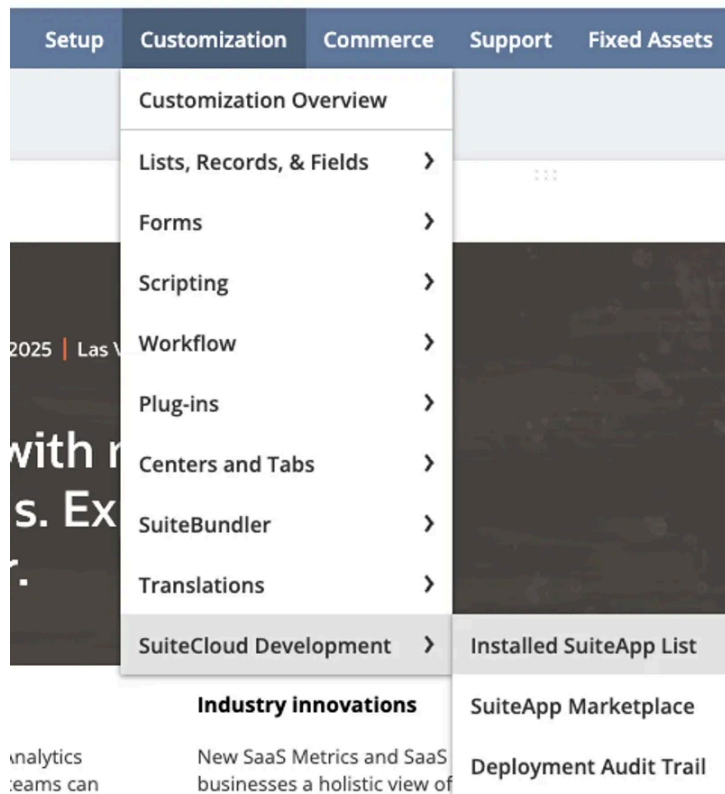 Setup Customization Commerce Support Fixed Assets
Customization Overview
Lists, Records, & Fields
Forms
Scripting
Workflow
Plug-ins
Centers and Tabs
SuiteBundler
Translations
SuiteCloud Development
Installed SuiteApp List
SuiteApp Marketplace
Deployment Audit Trail
2025 | Las
with
s. Ex
r.
Industry innovations
New SaaS Metrics and SaaS
businesses a holistic view of
nalytics
eams can